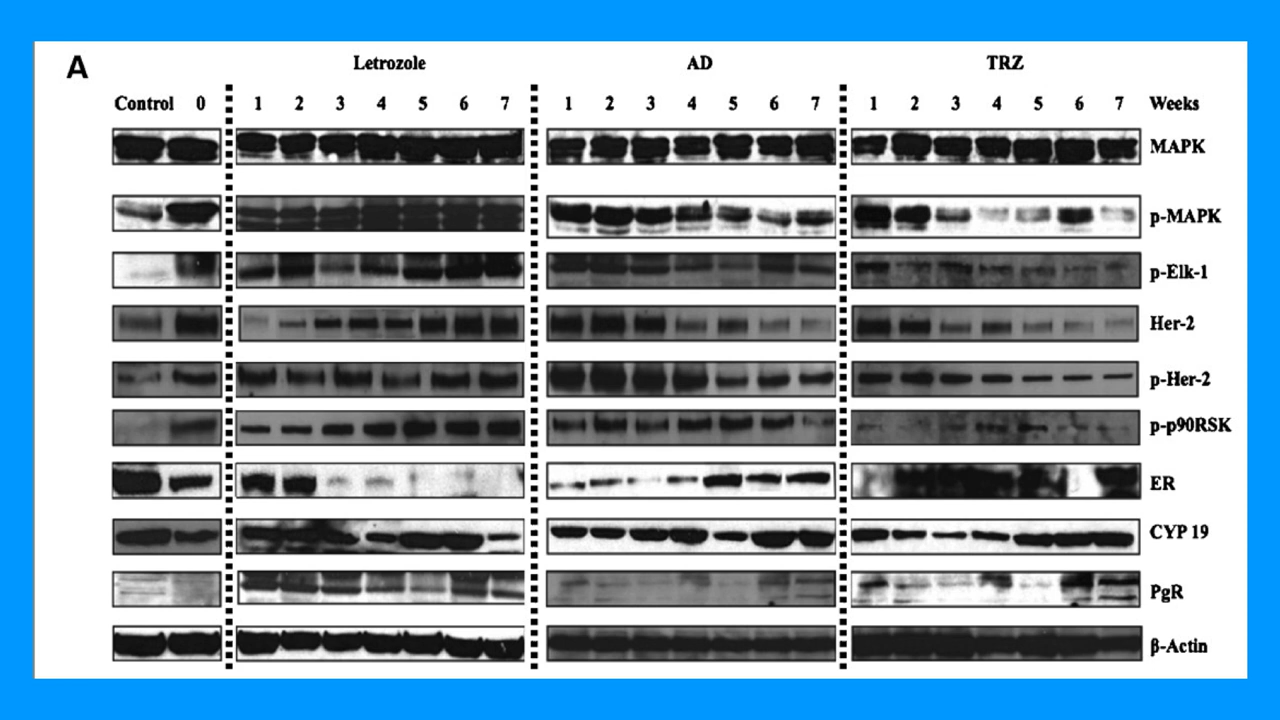 A
Letrozole AD TRZ
Control 0 1 2 3 4 5 6 7 1 2 3 4 5 6 7 1 2 3 4 5 6 7 Weeks
MAPK
p-MAPK
p-Elk-1
Her-2
p-Her-2
p-p90RSK
ER
CYP 19
PgR
β-Actin